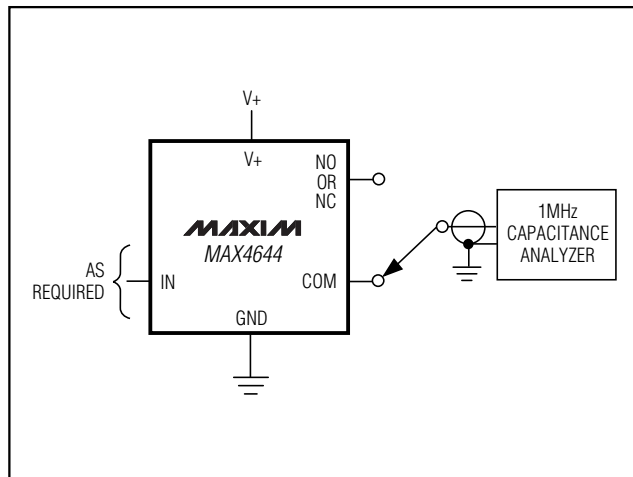 V+
V+
NO
OR
NC
MAXIM
MAX4644
AS
REQUIRED
IN
COM
GND
1MHz
CAPACITANCE
ANALYZER